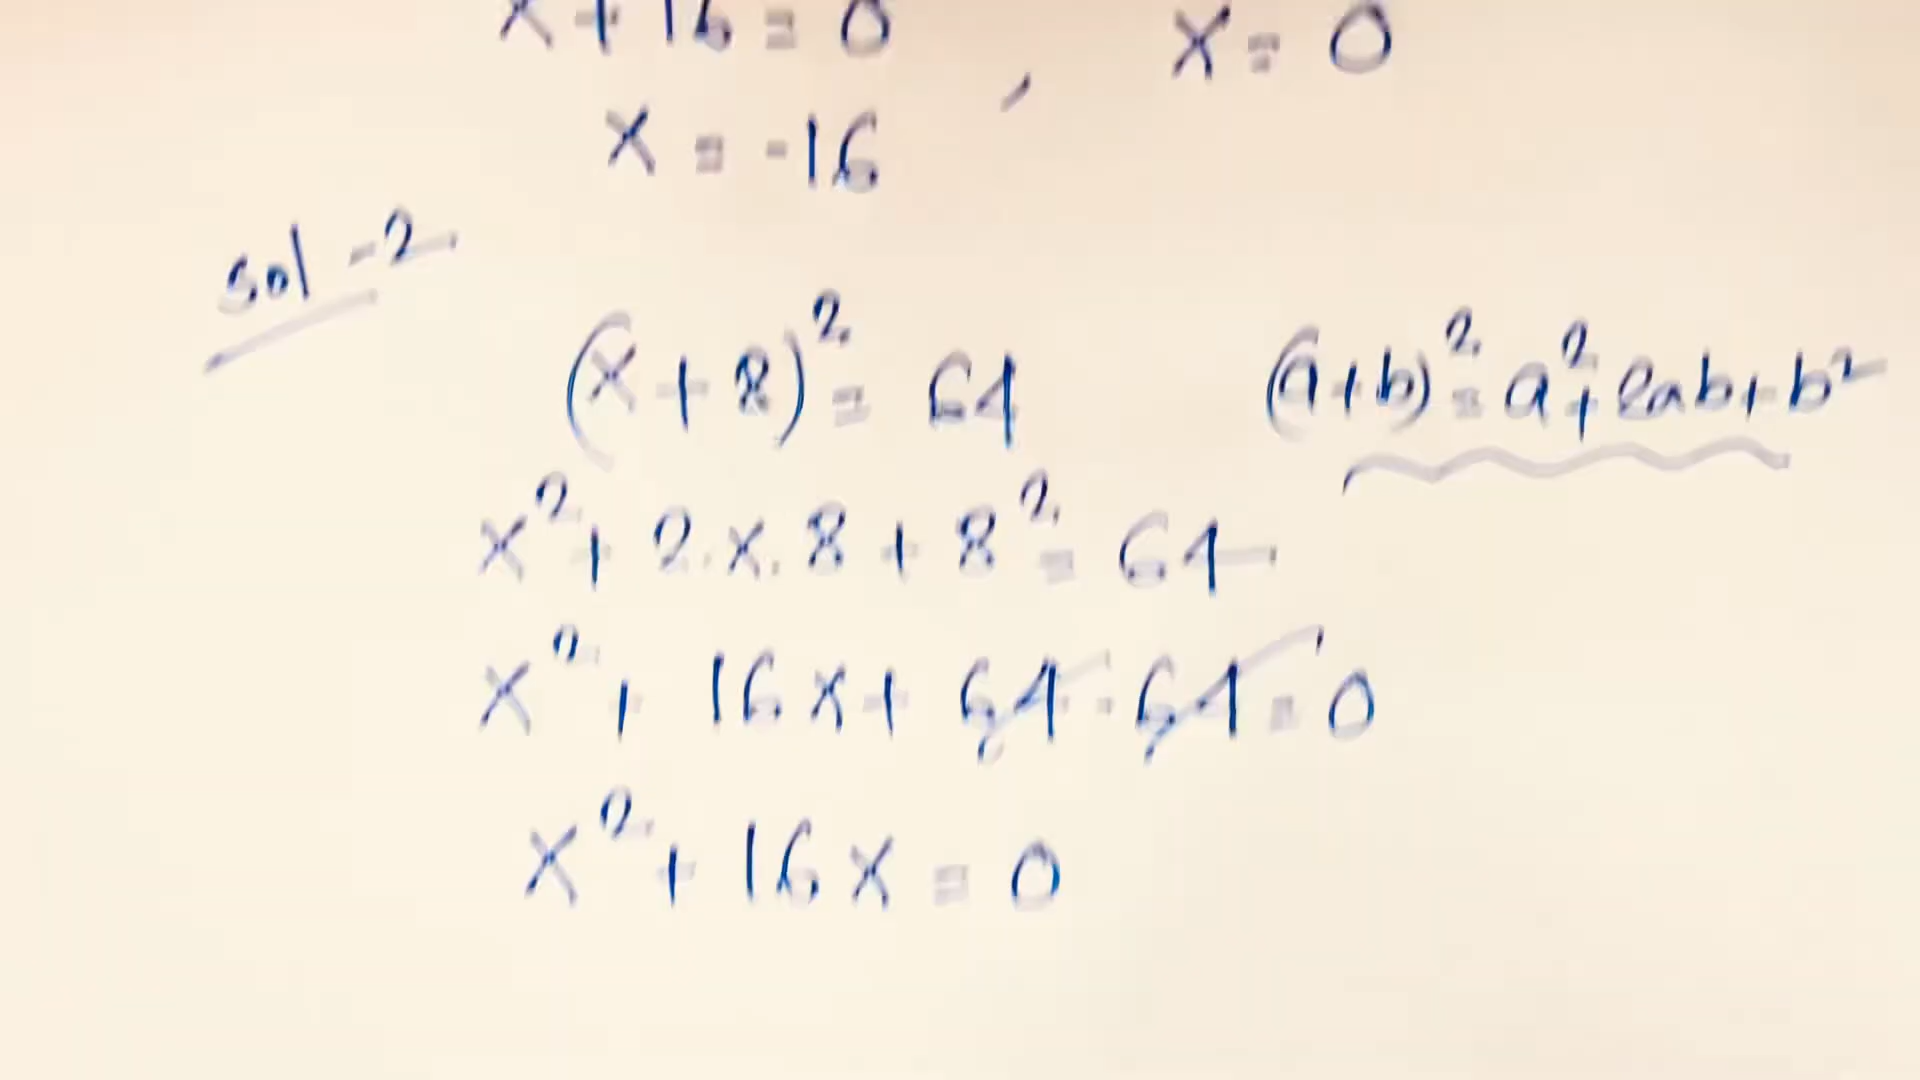 x + 16 = 0 , x = 0
x = -16
sol - 2
(x + 8)² = 64 (a+b)² = a² + 2ab + b²
x² + 2.x.8 + 8² = 64
x² + 16x + 64 - 64 = 0
x² + 16x = 0